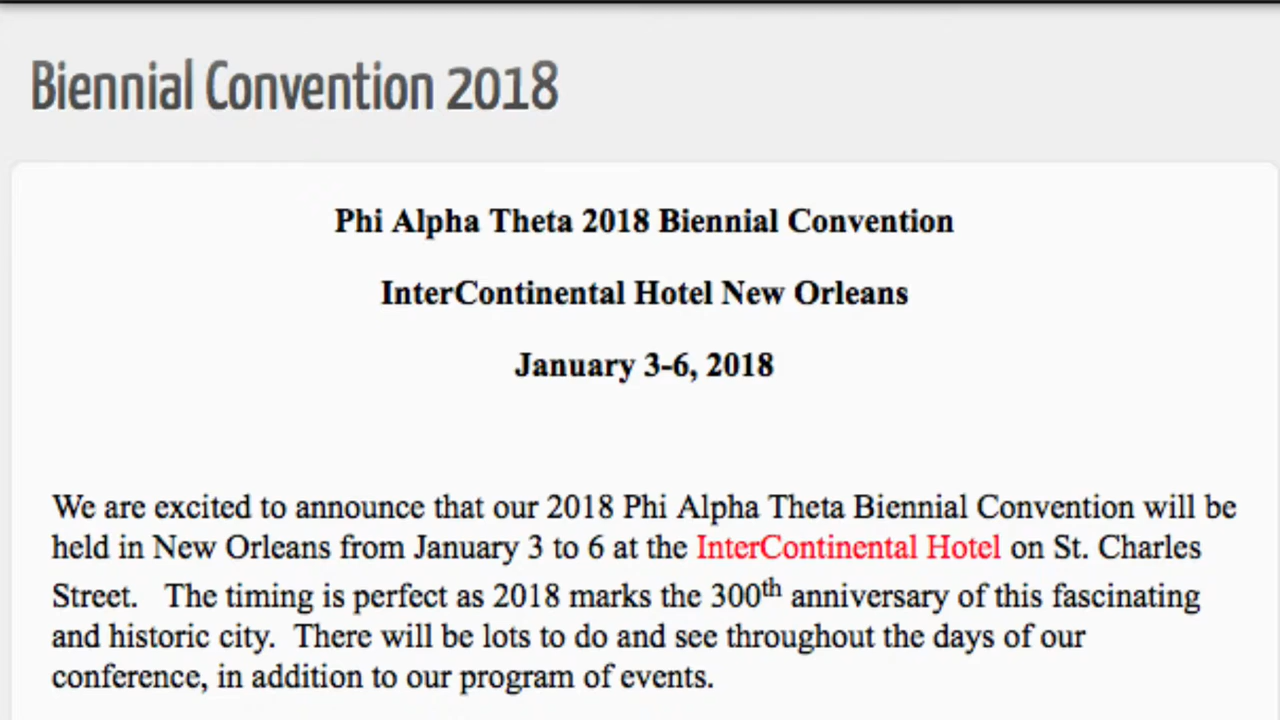 Biennial Convention 2018
Phi Alpha Theta 2018 Biennial Convention
InterContinental Hotel New Orleans
January 3-6, 2018
We are excited to announce that our 2018 Phi Alpha Theta Biennial Convention will be
held in New Orleans from January 3 to 6 at the InterContinental Hotel on St. Charles
Street.   The timing is perfect as 2018 marks the 300th anniversary of this fascinating
and historic city.  There will be lots to do and see throughout the days of our
conference, in addition to our program of events.